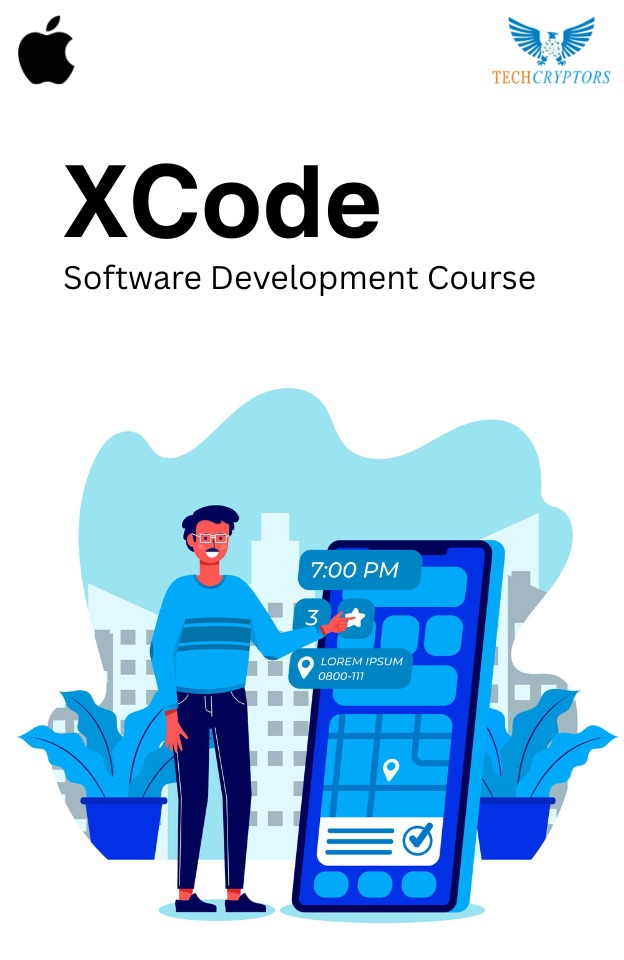 TECHCRYPTORS
XCode
Software Development Course
7:00 PM
3
LOREM IPSUM
0800-111